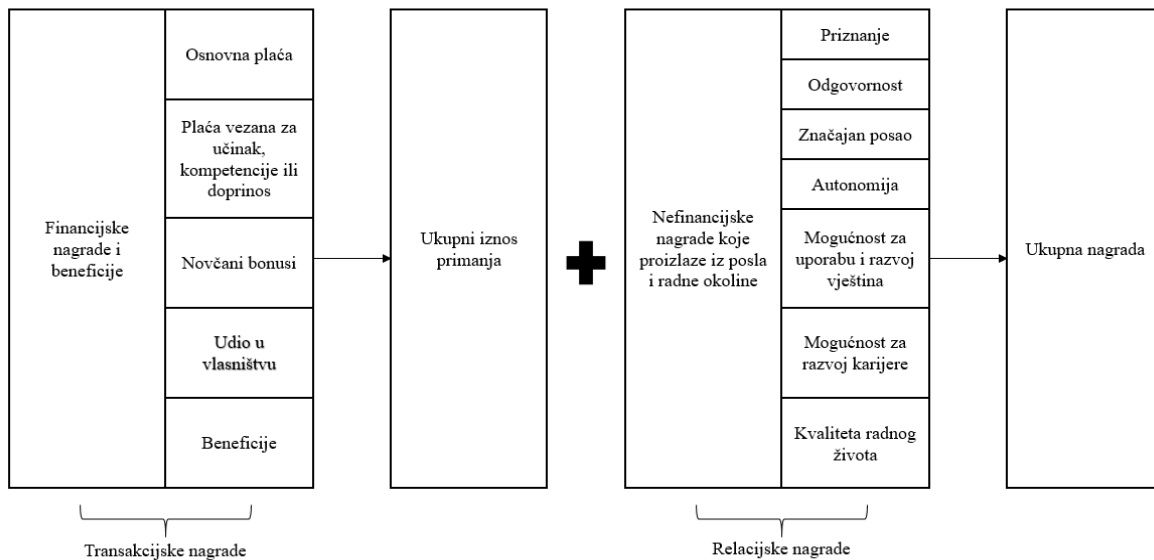 Financijske
nagrade i
beneficije
Osnovna plaća
Plaća vezana za
učinak,
kompetencije ili
doprinos
Novčani bonusi
Udio u
vlasništvu
Beneficije
Transakcijske nagrade
Ukupni iznos
primanja
Nefinancijske
nagrade koje
proizlaze iz posla
i radne okoline
Priznanje
Odgovornost
Značajan posao
Autonomija
Mogućnost za
uporabu i razvoj
vještina
Mogućnost za
razvoj karijere
Kvaliteta radnog
života
Relacijske nagrade
Ukupna nagrada